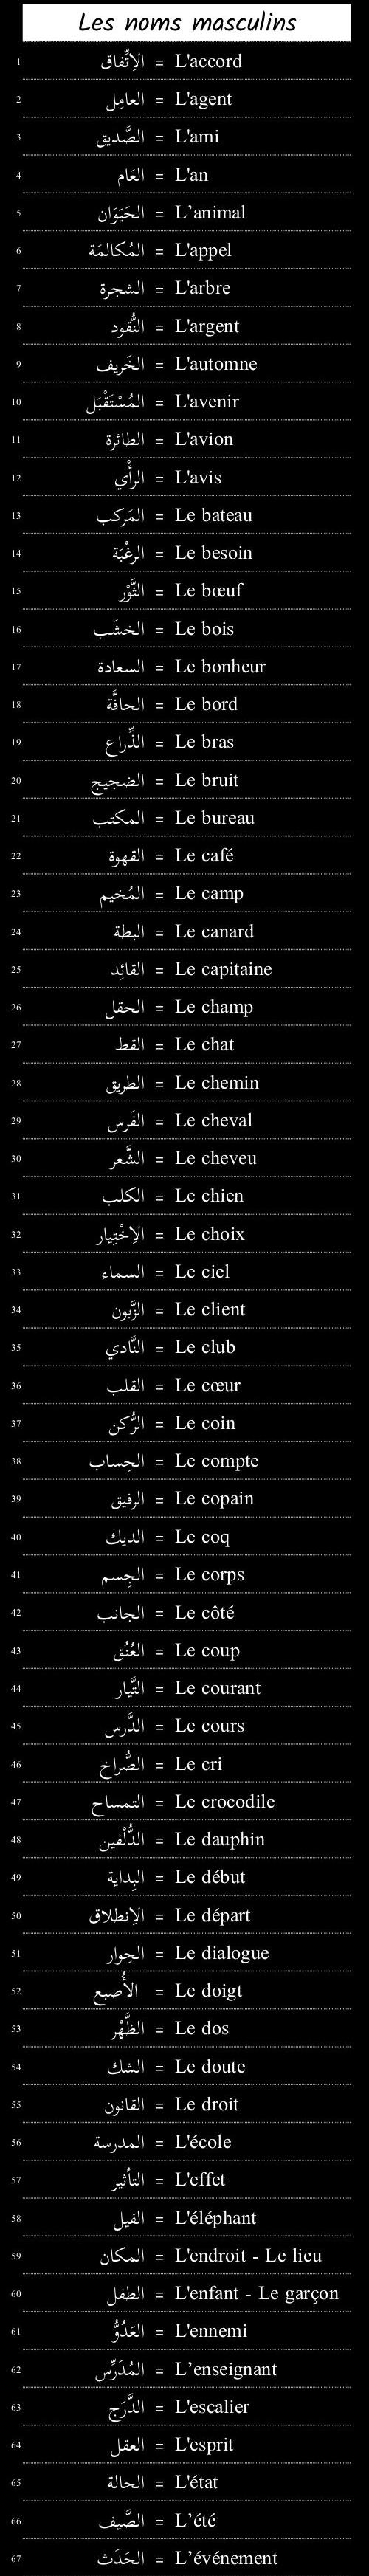 Les noms masculins
1 الاِتِّفاق = L'accord
2 العامِل = L'agent
3 الصَّديق = L'ami
4 العَام = L'an
5 الحَيَوَان = L’animal
6 المُكالمَة = L'appel
7 الشجرة = L'arbre
8 النُّقود = L'argent
9 الخَريف = L'automne
10 المُسْتَقْبَل = L'avenir
11 الطائرة = L'avion
12 الرأْي = L'avis
13 المَركب = Le bateau
14 الرغْبَة = Le besoin
15 الثَّوْر = Le bœuf
16 الخشَب = Le bois
17 السعادة = Le bonheur
18 الحافَّة = Le bord
19 الذِّراع = Le bras
20 الضجيج = Le bruit
21 المكتب = Le bureau
22 القهوة = Le café
23 المُخيم = Le camp
24 البطة = Le canard
25 القائِد = Le capitaine
26 الحقل = Le champ
27 القط = Le chat
28 الطريق = Le chemin
29 الفَرس = Le cheval
30 الشَّعر = Le cheveu
31 الكلب = Le chien
32 الاِخْتِيار = Le choix
33 السماء = Le ciel
34 الزَّبون = Le client
35 النَّادي = Le club
36 القلب = Le cœur
37 الرُّكن = Le coin
38 الحِساب = Le compte
39 الرفيق = Le copain
40 الديك = Le coq
41 الجِسم = Le corps
42 الجانب = Le côté
43 العُنُق = Le coup
44 التَّيَّار = Le courant
45 الدَّرس = Le cours
46 الصُّراخ = Le cri
47 التمساح = Le crocodile
48 الدُّلْفين = Le dauphin
49 البِداية = Le début
50 الاِنطلاق = Le départ
51 الحِوار = Le dialogue
52 الأُصبع = Le doigt
53 الظَّهْر = Le dos
54 الشك = Le doute
55 القانون = Le droit
56 المدرسة = L'école
57 التأثير = L'effet
58 الفيل = L'éléphant
59 المكان = L'endroit - Le lieu
60 الطفل = L'enfant - Le garçon
61 العَدُوُّ = L'ennemi
62 المُدَرِّس = L’enseignant
63 الدَّرَج = L'escalier
64 العقل = L'esprit
65 الحالة = L'état
66 الصَّيف = L’été
67 الحَدَث = L’événement